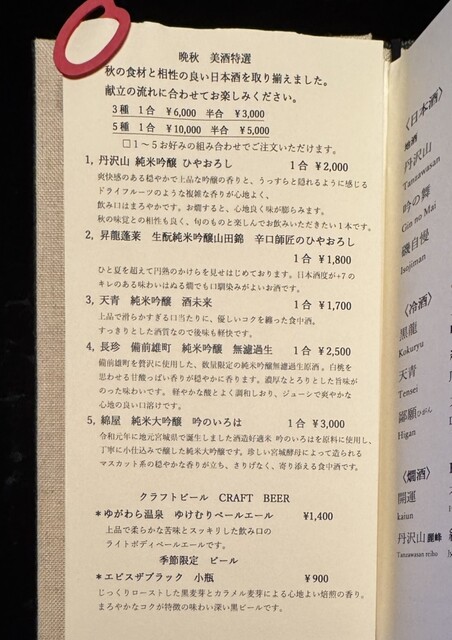 晩秋 美酒特選
秋の食材と相性の良い日本酒を取り揃えました。
献立の流れに合わせてお楽しみください。
3種 1合 ¥6,000 半合 ¥3,000
5種 1合 ¥10,000 半合 ¥5,000
□1~5お好みの組み合わせでご注文いただけます。
1, 丹沢山 純米吟醸 ひやおろし 1合 ¥2,000
爽快感のある穏やかで上品な吟醸の香りと、うっすらと隠れるように感じる
ドライフルーツのような複雑な香りが心地よく、
飲み口はまろやかです。お燗すると、心地良く味が膨らみます。
秋の味覚との相性も良く、旬のものと楽しんでお飲みいただきたい1本です。
2, 昇龍蓬莱 生酛純米吟醸山田錦 辛口師匠のひやおろし
1合 ¥1,800
ひと夏を超えて円熟のかけらを見せはじめております。日本酒度が+7の
キレのある味わいはぬる燗でも口馴染みがよいお酒です。
3, 天青 純米吟醸 酒未来 1合 ¥1,700
上品で滑らかすぎる口当たりに、優しいコクを纏った食中酒。
すっきりとした酒質なので後味も軽快です。
4, 長珍 備前雄町 純米吟醸 無濾過生 1合 ¥2,500
備前雄町を贅沢に使用した、数量限定の純米吟醸無濾過生原酒。白桃を
思わせる甘酸っぱい香りが穏やかに香ります。濃厚なとろりとした旨味が
のった味わいです。 軽やかな酸とよく調和しおり、ジューシで爽やかな
心地の良い口溶けです。
5, 綿屋 純米大吟醸 吟のいろは 1合 ¥3,000
令和元年に地元宮城県で誕生しました酒造好適米 吟のいろはを原料に使用し、
丁寧に小仕込みで醸した純米大吟醸です。珍しい宮城酵母によって造られる
マスカット系の穏やかな香りが立ち、さりげなく、寄り添える食中酒です。
クラフトビール CRAFT BEER
*ゆがわら温泉 ゆけむりペールエール ¥1,400
上品で柔らかな苦味とスッキリした飲み口の
ライトボディペールエールです。
季節限定 ビール
*エビスザブラック 小瓶 ¥900
じっくりローストした黒麦芽とカラメル麦芽による心地よい焙煎の香り。
まろやかなコクが特徴の味わい深い黒ビールです。
〈日本酒〉
地酒
丹沢山
Tanzawasan
吟の舞
Gin no Mai
磯自慢
Isojiman
〈冷酒〉
黒龍
Kokuryu
天青
Tensei
鄙願ひがん
Higan
〈燗酒〉
開運
kaiun
丹沢山 麗峰
Tanzawasan reiho